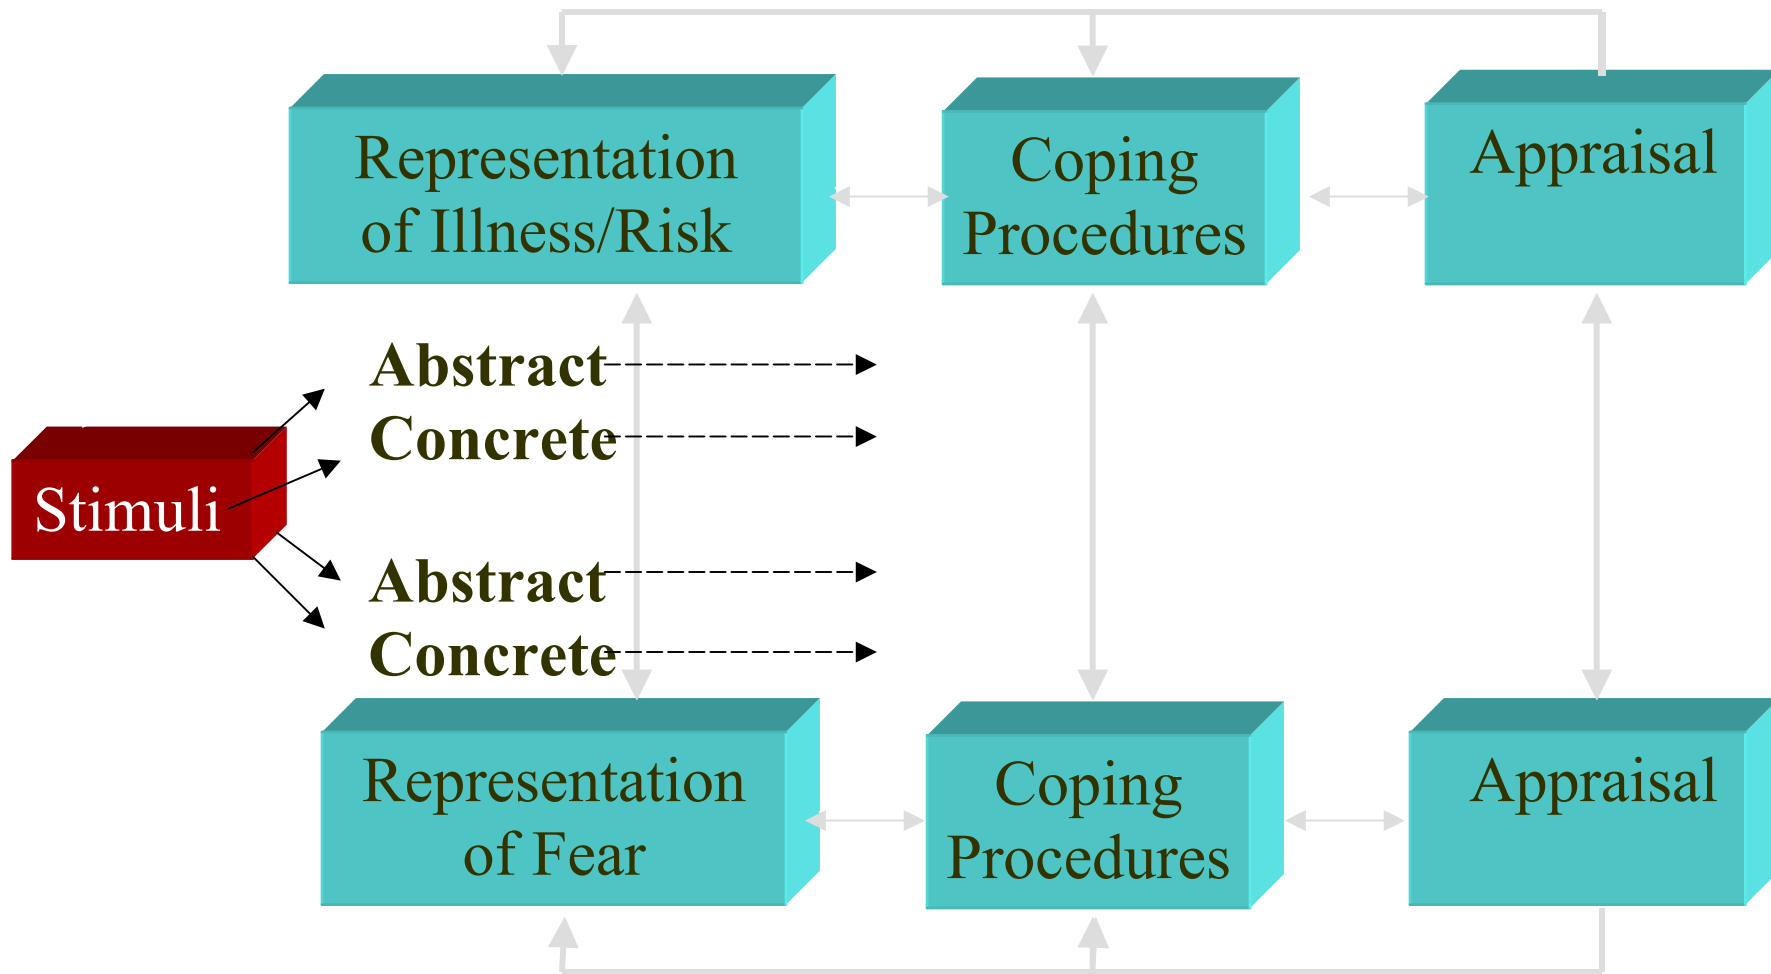 Representation
of Illness/Risk
Coping
Procedures
Appraisal
Abstract
Concrete
Stimuli
Abstract
Concrete
Representation
of Fear
Coping
Procedures
Appraisal